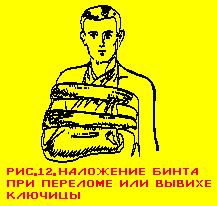 РИС.12.НАЛОЖЕНИЕ БИНТА
ПРИ ПЕРЕЛОМЕ ИЛИ ВЫВИХЕ
КЛЮЧИЦЫ